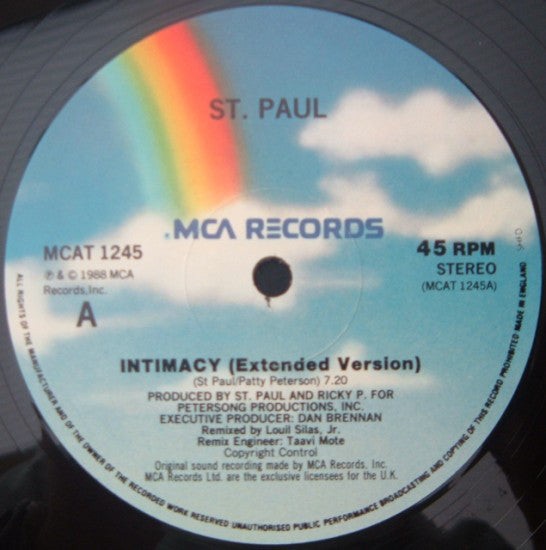 ST. PAUL
MCA RECORDS
MCAT 1245
℗ & © 1988 MCA
Records, Inc.
A
45 RPM
STEREO
(MCAT 1245A)
INTIMACY (Extended Version)
(St Paul/Patty Peterson) 7.20
PRODUCED BY ST. PAUL AND RICKY P. FOR
PETERSONG PRODUCTIONS, INC.
EXECUTIVE PRODUCER: DAN BRENNAN
Remixed by Louil Silas, Jr.
Remix Engineer: Taavi Mote
Copyright Control
Original sound recording made by MCA Records, Inc.
MCA Records Ltd. are the exclusive licensees for the U.K.
ALL RIGHTS OF THE MANUFACTURER AND OF THE OWNER OF THE RECORDED WORK RESERVED UNAUTHORISED PUBLIC PERFORMANCE BROADCASTING AND COPYING OF THIS RECORD PROHIBITED MADE IN ENGLAND